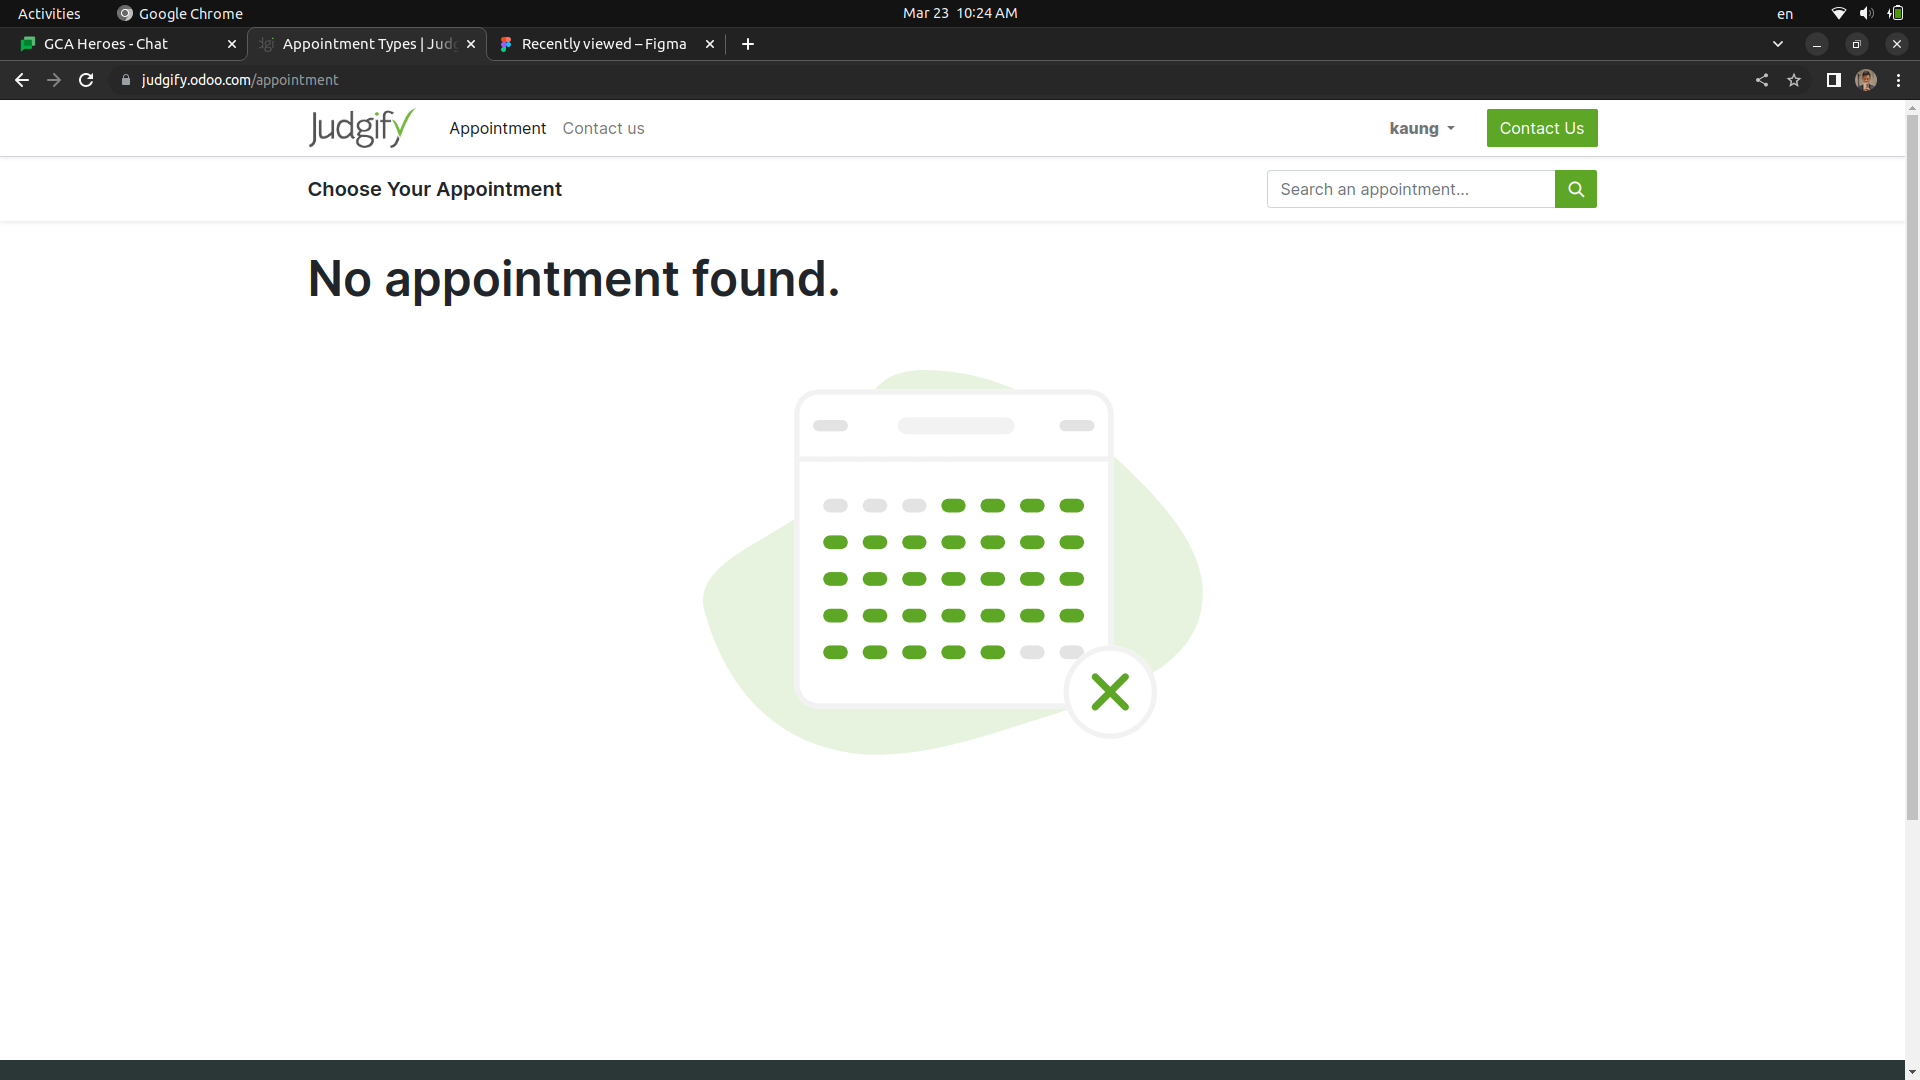 Activities Google Chrome Mar 23 10:24 AM en
GCA Heroes - Chat Appointment Types | Judg Recently viewed – Figma
judgify.odoo.com/appointment
Judgify Appointment Contact us kaung Contact Us
Choose Your Appointment Search an appointment...
No appointment found.